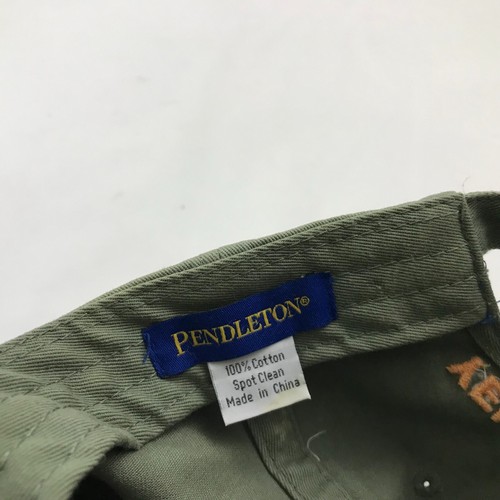 PENDLETON®
100% Cotton
Spot Clean
Made in China